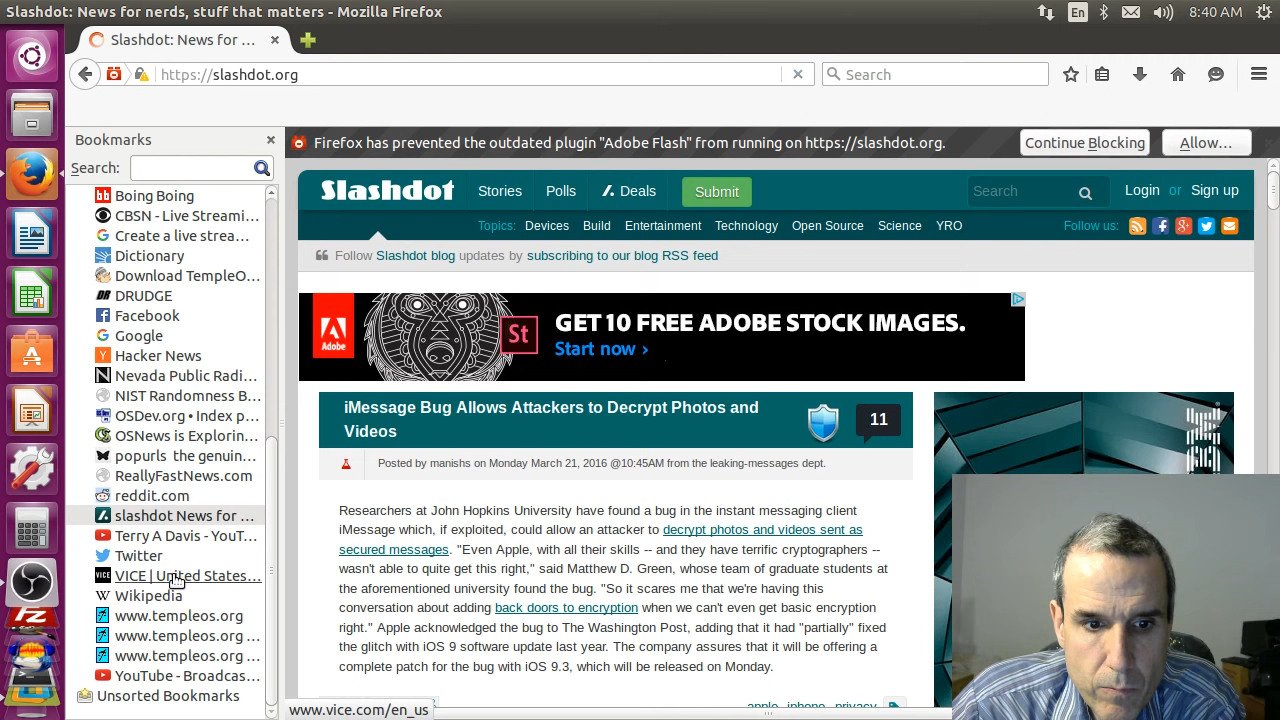 Slashdot: News for nerds, stuff that matters - Mozilla Firefox
En
8:40 AM
Slashdot: News for ...
https://slashdot.org
Search
Bookmarks
Search:
Boing Boing
CBSN - Live Streami...
Create a live strea...
Dictionary
Download TempleO...
DR DRUDGE
Facebook
Google
Hacker News
Nevada Public Radi...
NIST Randomness B...
OSDev.org • Index p...
OSNews is Explorin...
popurls the genuin...
ReallyFastNews.com
reddit.com
slashdot News for ...
Terry A Davis - YouT...
Twitter
VICE VICE | United States...
Wikipedia
www.templeos.org
www.templeos.org ...
www.templeos.org ...
YouTube - Broadcas...
Unsorted Bookmarks
Firefox has prevented the outdated plugin "Adobe Flash" from running on https://slashdot.org.
Continue Blocking
Allow...
Slashdot
Stories
Polls
Deals
Submit
Search
Login or Sign up
Topics: Devices Build Entertainment Technology Open Source Science YRO
Follow us:
Follow Slashdot blog updates by subscribing to our blog RSS feed
Adobe
St
GET 10 FREE ADOBE STOCK IMAGES.
Start now ›
iMessage Bug Allows Attackers to Decrypt Photos and
Videos
11
Posted by manishs on Monday March 21, 2016 @10:45AM from the leaking-messages dept.
Researchers at John Hopkins University have found a bug in the instant messaging client
iMessage which, if exploited, could allow an attacker to decrypt photos and videos sent as
secured messages. "Even Apple, with all their skills -- and they have terrific cryptographers --
wasn't able to quite get this right," said Matthew D. Green, whose team of graduate students at
the aforementioned university found the bug. "So it scares me that we're having this
conversation about adding back doors to encryption when we can't even get basic encryption
right." Apple acknowledged the bug to The Washington Post, adding that it had "partially" fixed
the glitch with iOS 9 software update last year. The company assures that it will be offering a
complete patch for the bug with iOS 9.3, which will be released on Monday.
apple iphone privacy
www.vice.com/en_us